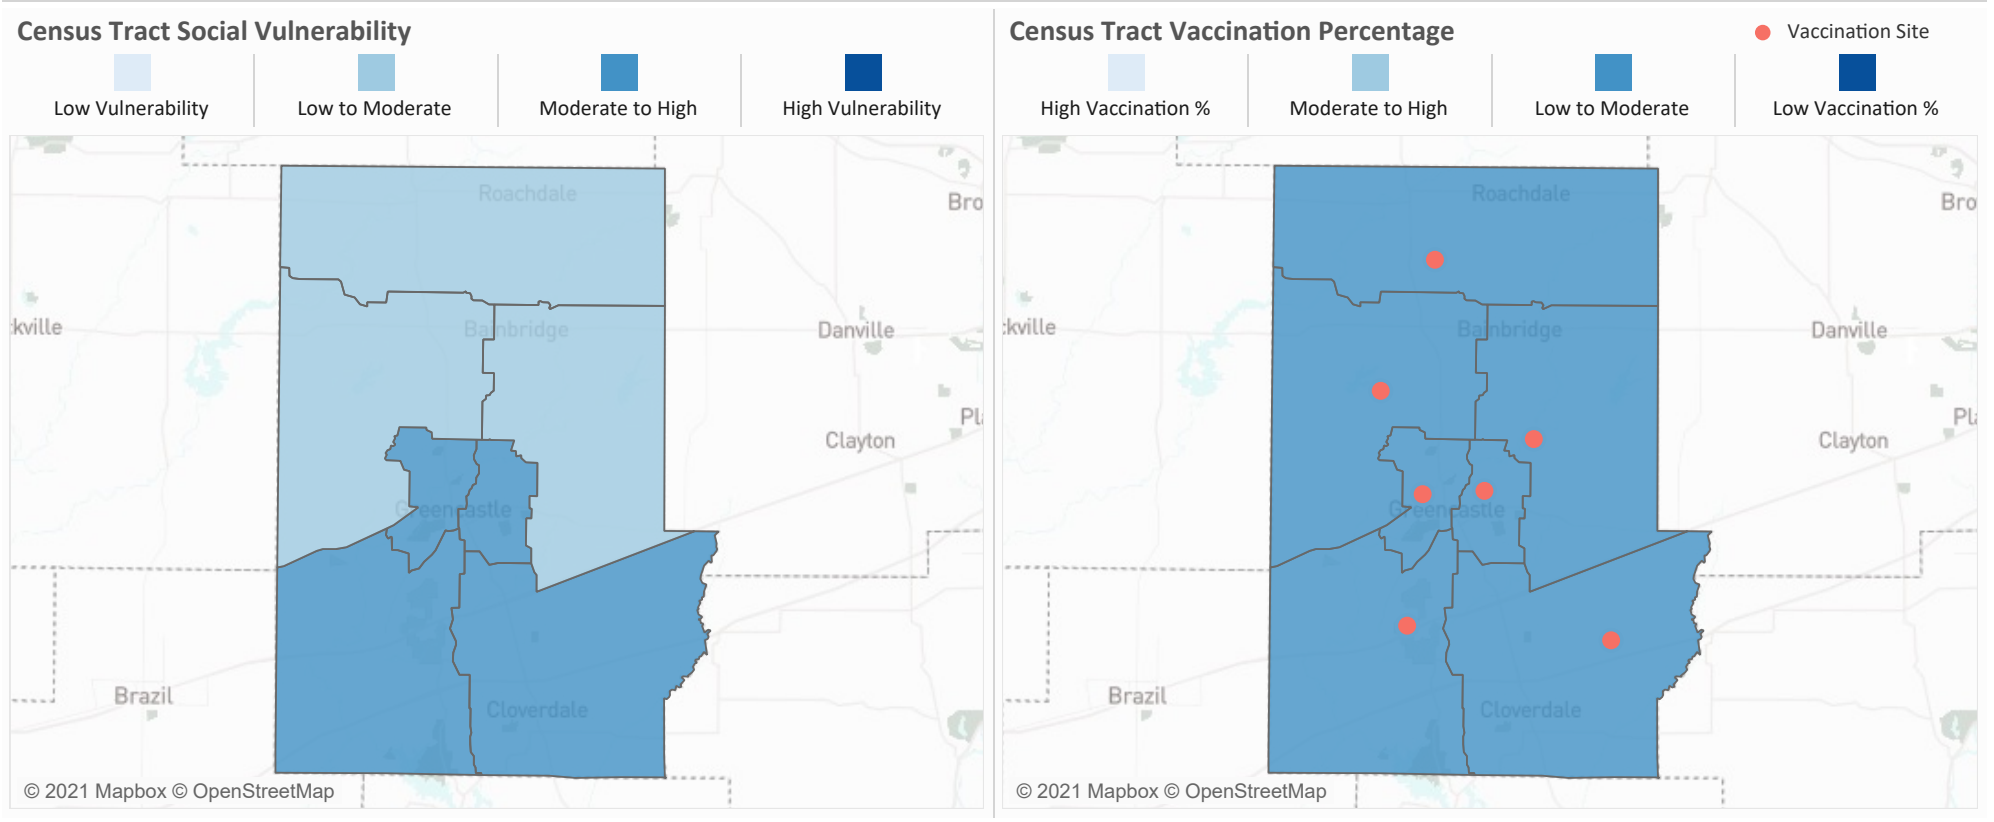 Census Tract Social Vulnerability
Low Vulnerability
Low to Moderate
Moderate to High
High Vulnerability
Roachdale
Bro
kville
Bainbridge
Danville
Clayton
Pla
Greencastle
Brazil
Cloverdale
© 2021 Mapbox © OpenStreetMap
Census Tract Vaccination Percentage
Vaccination Site
High Vaccination %
Moderate to High
Low to Moderate
Low Vaccination %
Roachdale
Bro
kville
Bainbridge
Danville
Clayton
Pla
Greencastle
Brazil
Cloverdale
© 2021 Mapbox © OpenStreetMap